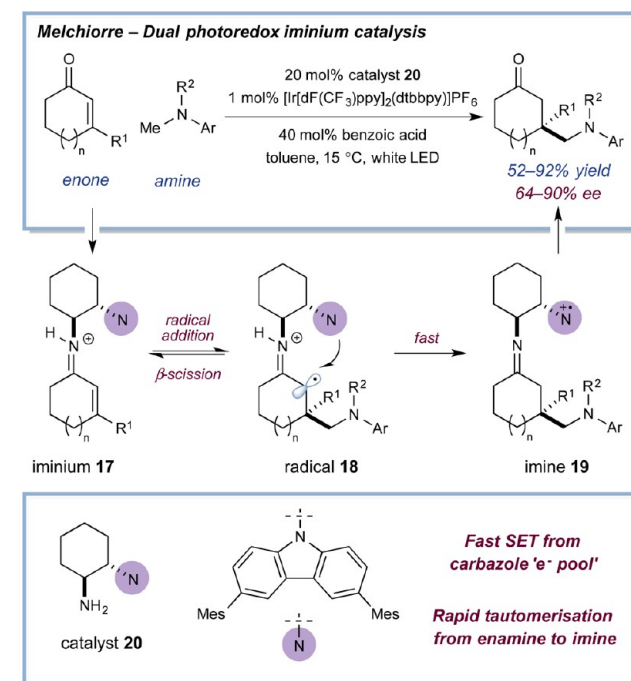 Melchiorre – Dual photoredox iminium catalysis
O
R¹
n
enone
R²
Me
N
Ar
amine
20 mol% catalyst 20
1 mol% [Ir[dF(CF₃)ppy]₂(dtbbpy)]PF₆
40 mol% benzoic acid
toluene, 15 °C, white LED
O
R¹
R²
N
Ar
n
52–92% yield
64–90% ee
N
H
N
⊕
R¹
n
iminium 17
radical
addition
β-scission
N
H
N
⊕
R¹
R²
N
Ar
n
radical 18
fast
N
+•
N
R¹
R²
N
Ar
n
imine 19
N
NH₂
catalyst 20
N
Mes
Mes
N
Fast SET from
carbazole 'e⁻ pool'
Rapid tautomerisation
from enamine to imine